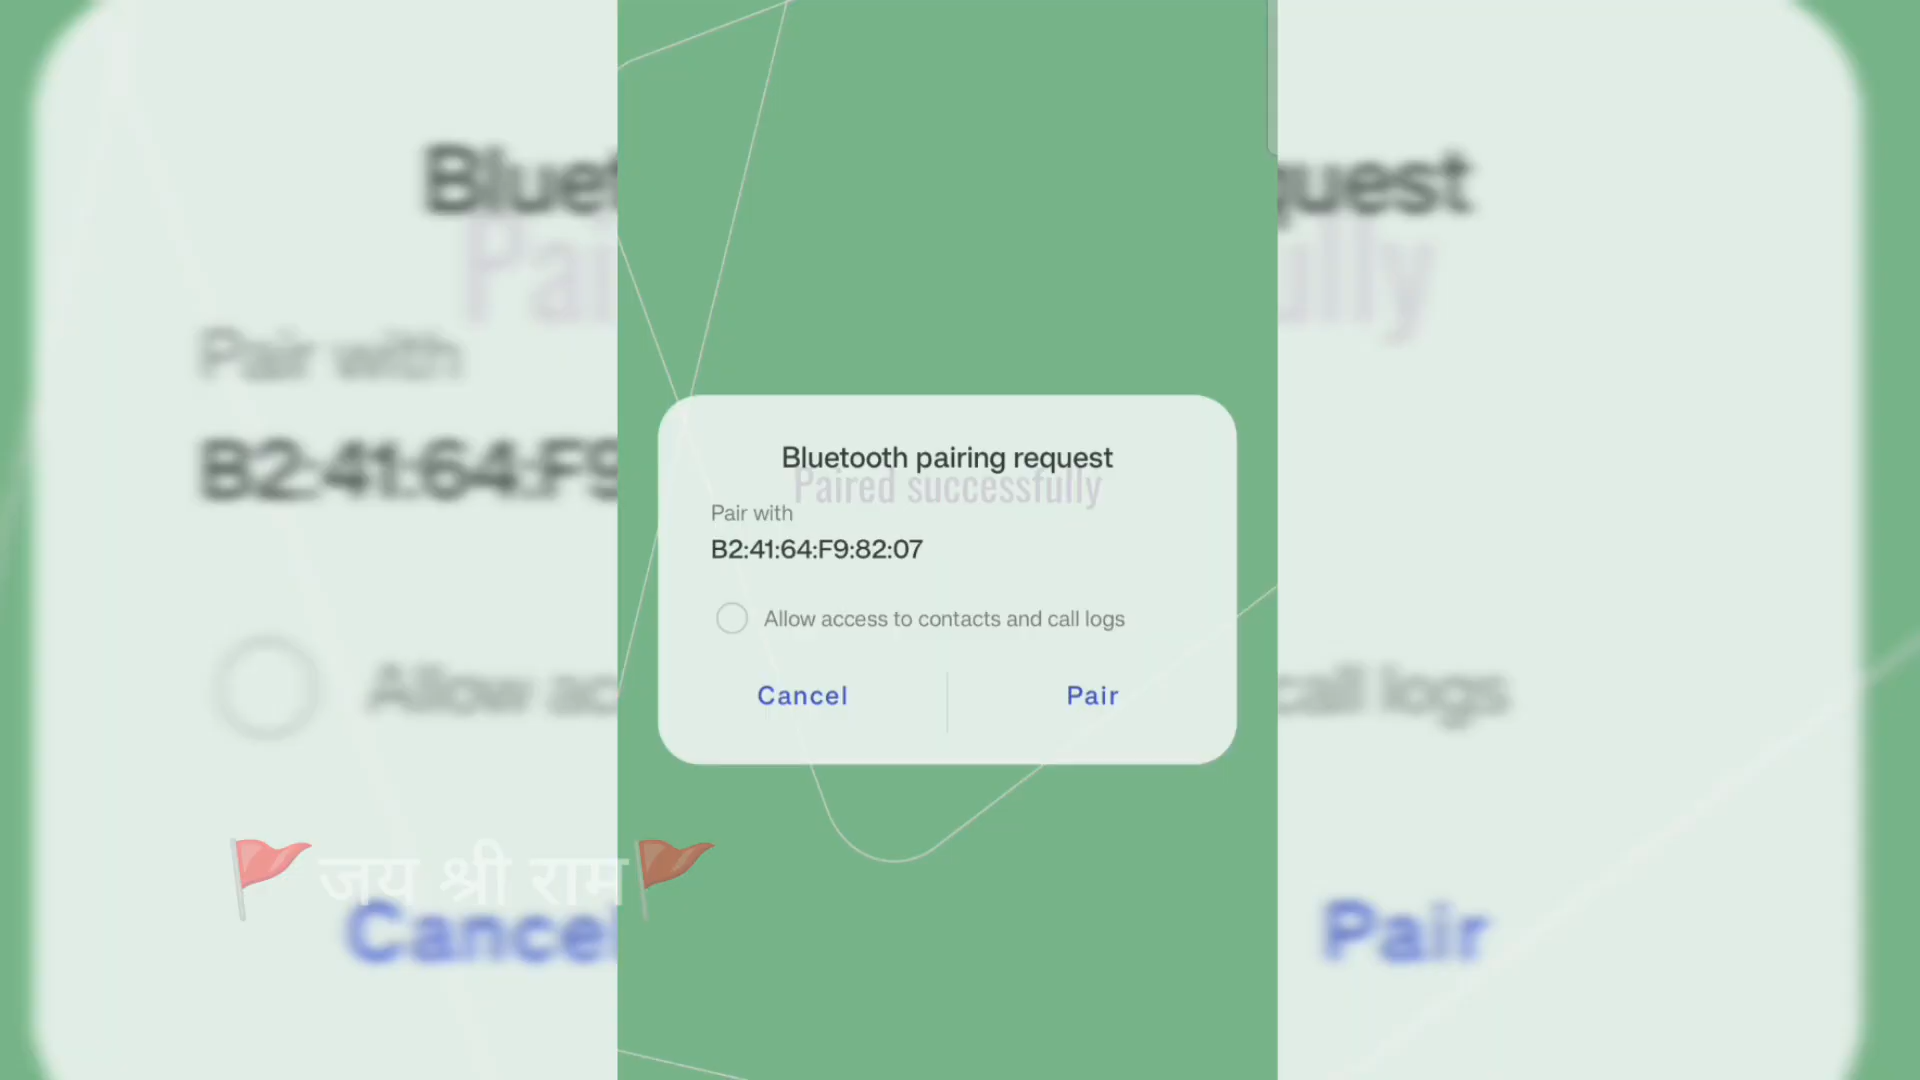 Bluetooth pairing request
Paired successfully
Pair with
B2:41:64:F9:82:07
Allow access to contacts and call logs
Cancel
Pair
🚩जय श्री राम🚩